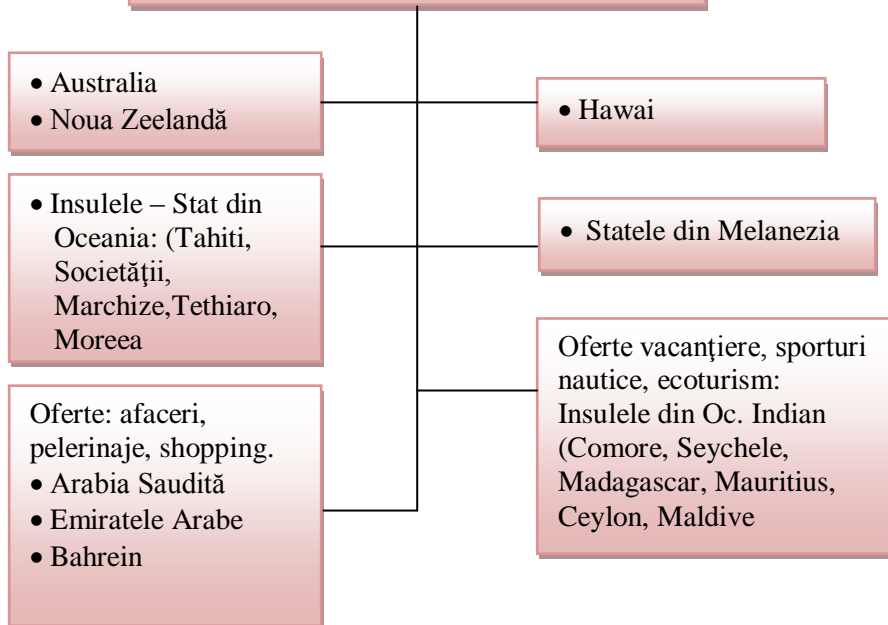 • Australia
• Noua Zeelandă
• Hawai
• Insulele – Stat din
Oceania: (Tahiti,
Societăţii,
Marchize,Tethiaro,
Moreea
• Statele din Melanezia
Oferte: afaceri,
pelerinaje, shopping.
• Arabia Saudită
• Emiratele Arabe
• Bahrein
Oferte vacanţiere, sporturi
nautice, ecoturism:
Insulele din Oc. Indian
(Comore, Seychele,
Madagascar, Mauritius,
Ceylon, Maldive